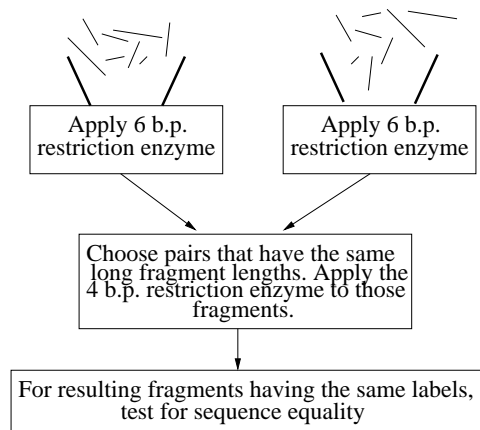 Apply 6 b.p.
restriction enzyme
Apply 6 b.p.
restriction enzyme
Choose pairs that have the same
long fragment lengths. Apply the
4 b.p. restriction enzyme to those
fragments.
For resulting fragments having the same labels,
test for sequence equality